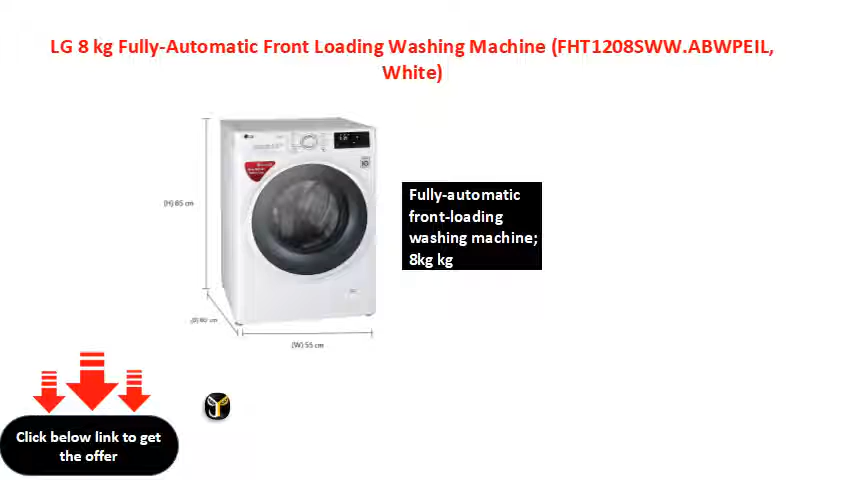 LG 8 kg Fully-Automatic Front Loading Washing Machine (FHT1208SWW.ABWPEIL,
White)
LG
(H) 85 cm
Fully-automatic
front-loading
washing machine;
8kg kg
(D) 60 cm
(W) 55 cm
Click below link to get
the offer